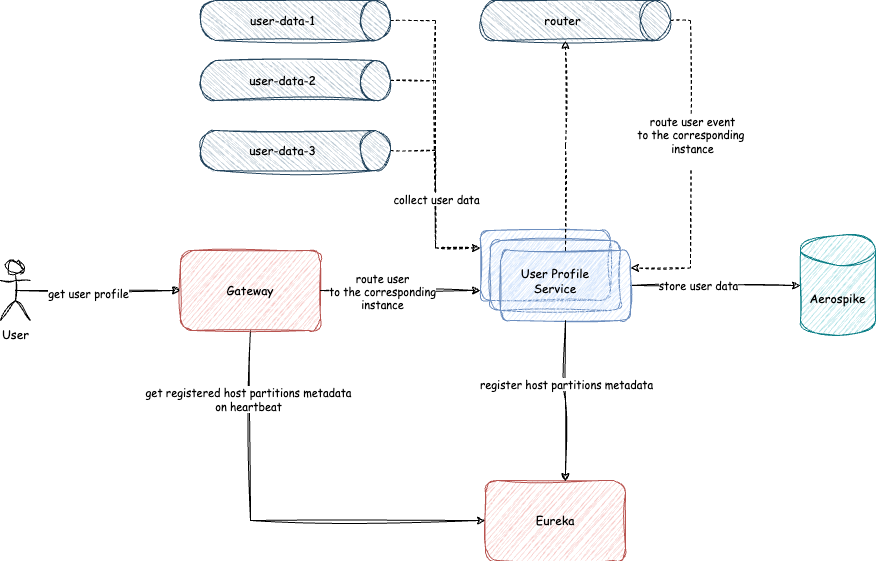 user-data-1
router
user-data-2
route user event
to the corresponding
instance
user-data-3
collect user data
User Profile
Service
route user
to the corresponding
instance
Gateway
get user profile
store user data
Aerospike
User
register host partitions metadata
get registered host partitions metadata
on heartbeat
Eureka